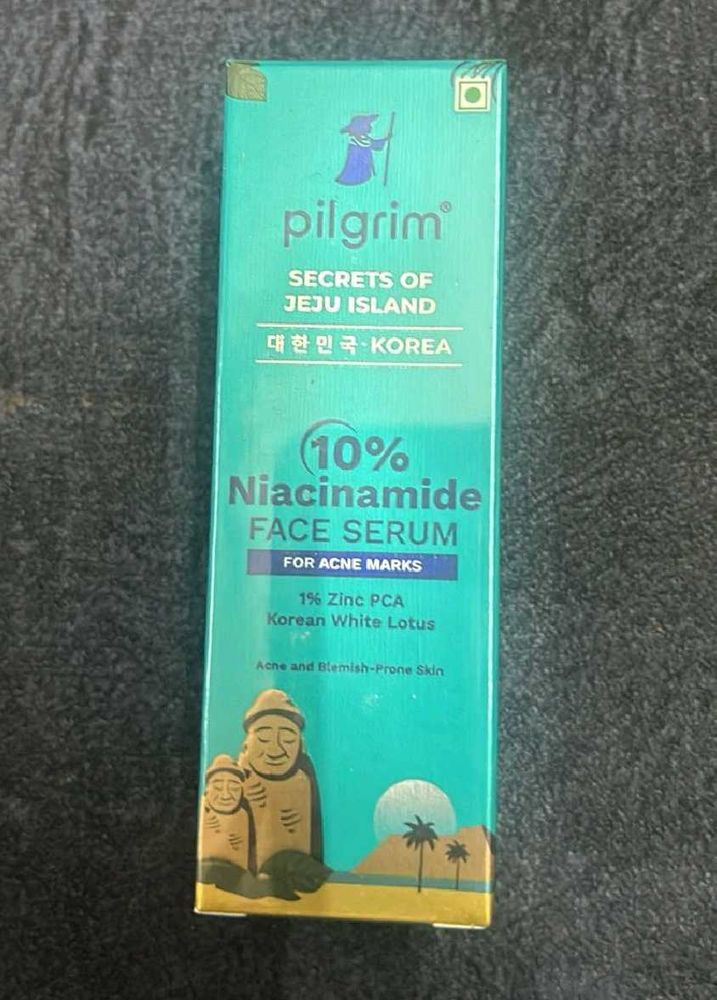 pilgrim®
SECRETS OF
JEJU ISLAND
대한민국-KOREA
10%
Niacinamide
FACE SERUM
FOR ACNE MARKS
1% Zinc PCA
Korean White Lotus
Acne and Blemish-Prone Skin